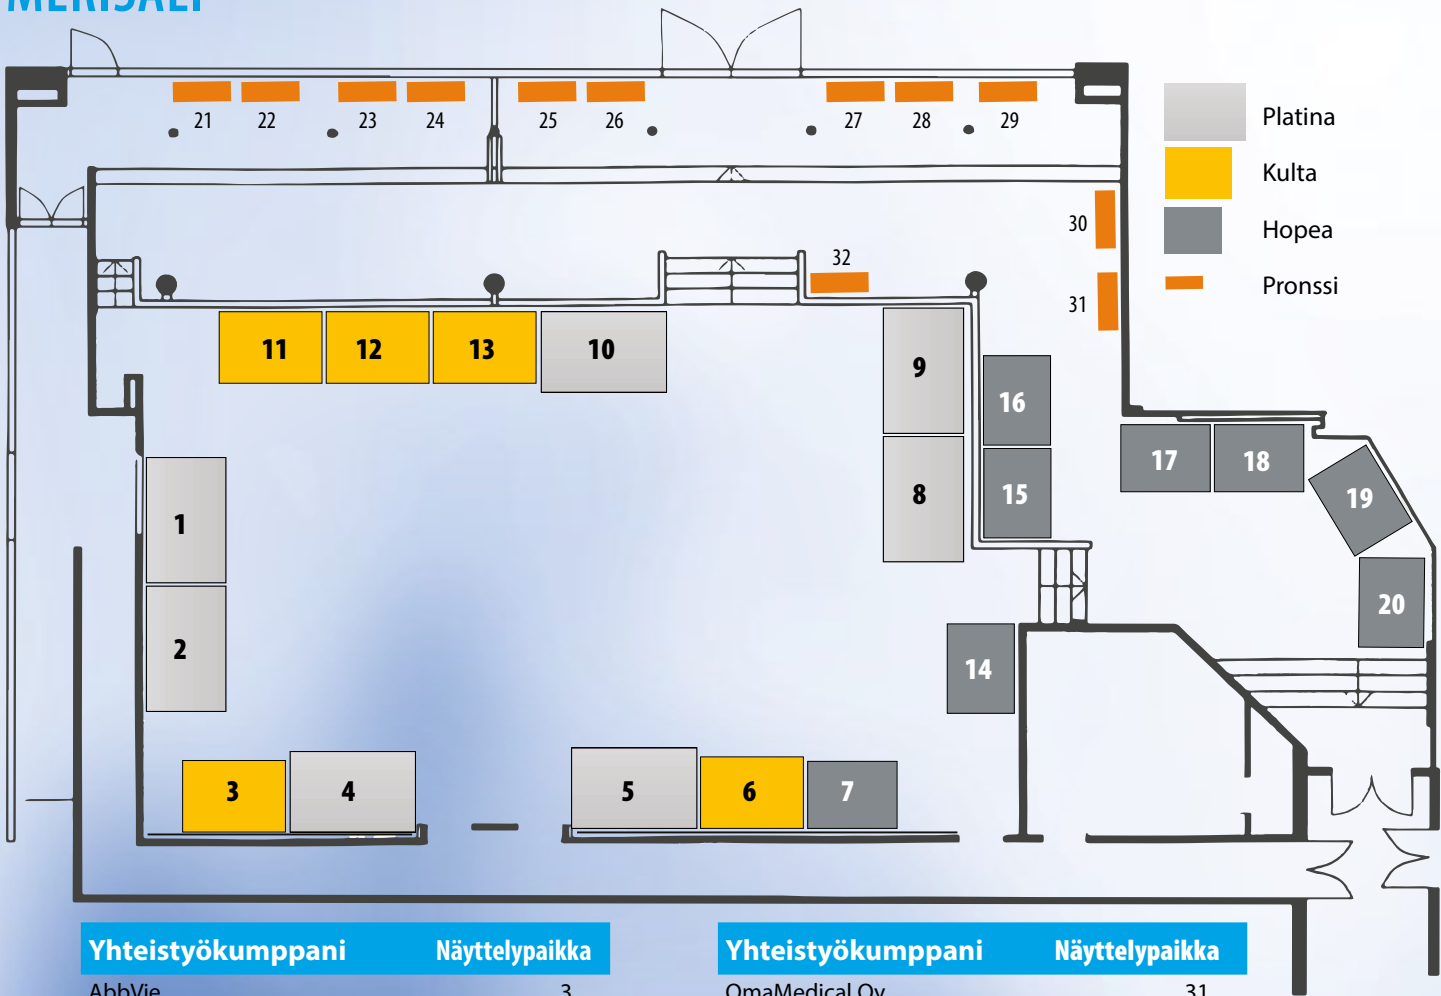 MERISALI
21 22 23 24 25 26 27 28 29
Platina
Kulta
Hopea
Pronssi
30
31
32
11 12 13 10
9
8
16
15
17 18
19
20
1
2
14
3 4 5 6 7
Yhteistyökumppani Näyttelypaikka
AbbVie 3
Yhteistyökumppani Näyttelypaikka
OmaMedical Oy 31